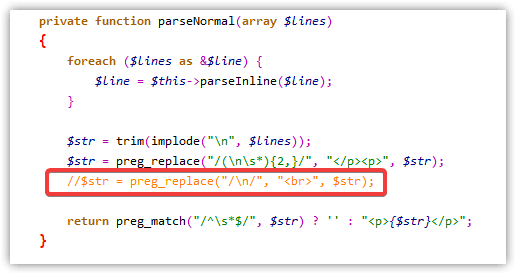 private function parseNormal(array $lines)
{
foreach ($lines as &$line) {
$line = $this->parseInline($line);
}
$str = trim(implode("\n", $lines));
$str = preg_replace("/(\n\s*){2,}/", "</p><p>", $str);
//$str = preg_replace("/\n/", "<br>", $str);
return preg_match("/^\s*$/", $str) ? '' : "<p>{$str}</p>";
}